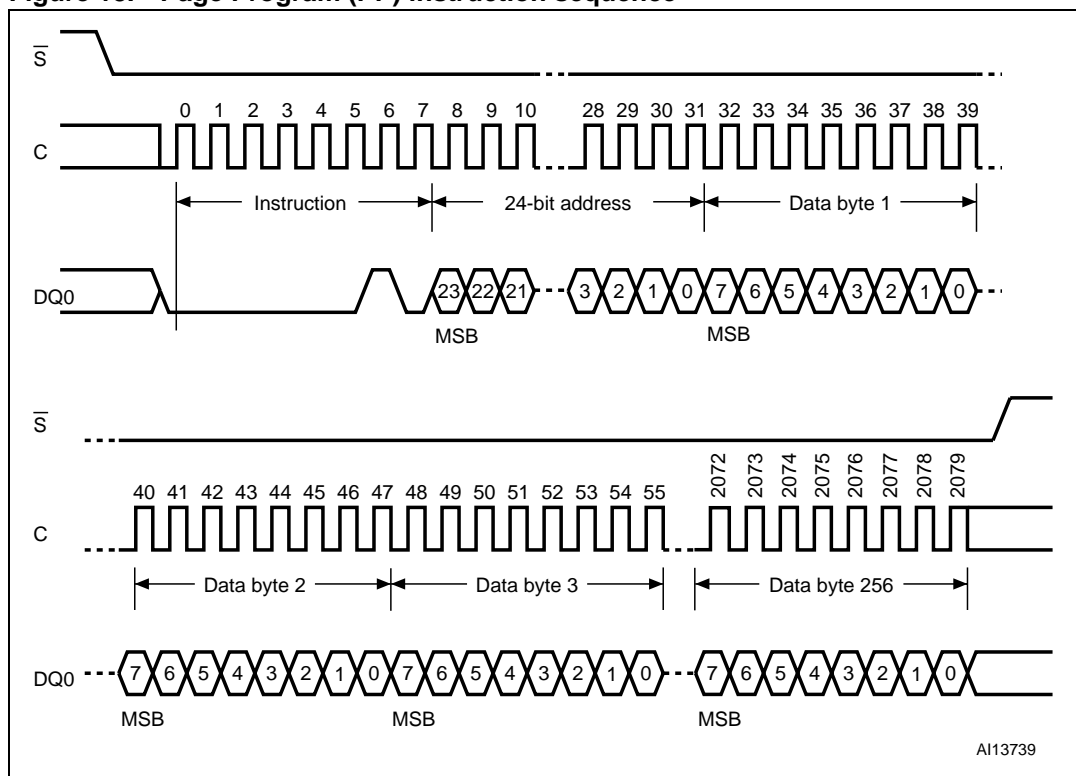 Figure 13. Page Program (PP) instruction sequence
S
0 1 2 3 4 5 6 7 8 9 10 28 29 30 31 32 33 34 35 36 37 38 39
C
Instruction 24-bit address Data byte 1
DQ0 23 22 21 3 2 1 0 7 6 5 4 3 2 1 0
MSB MSB
S
40 41 42 43 44 45 46 47 48 49 50 51 52 53 54 55 2072 2073 2074 2075 2076 2077 2078 2079
C
Data byte 2 Data byte 3 Data byte 256
DQ0 7 6 5 4 3 2 1 0 7 6 5 4 3 2 1 0 7 6 5 4 3 2 1 0
MSB MSB MSB
AI13739